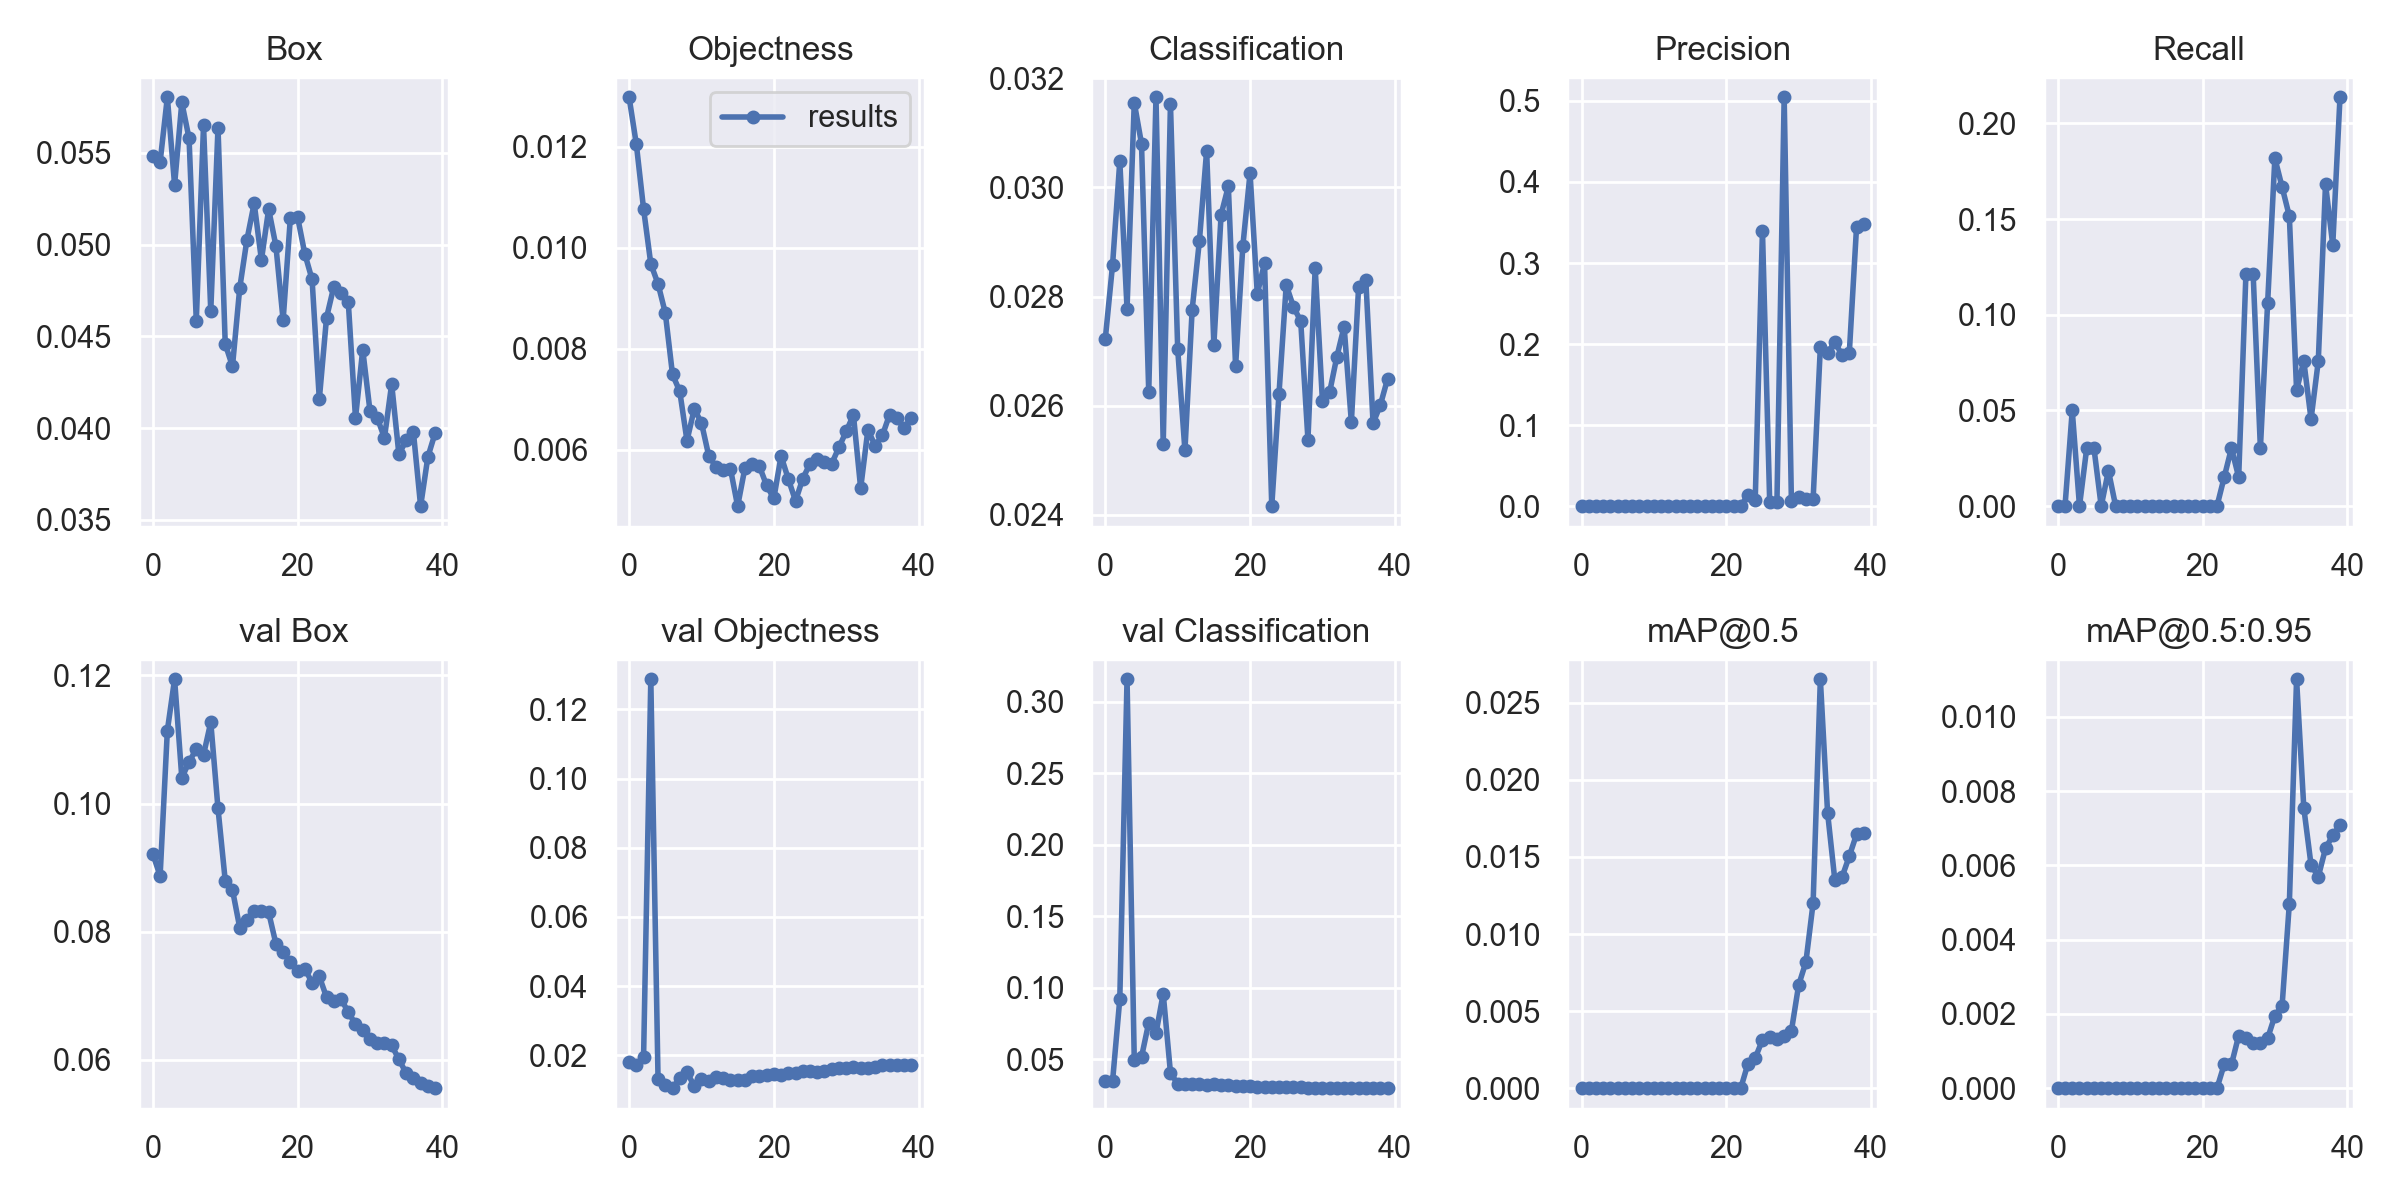 Box
Objectness
Classification
Precision
Recall
0.055
0.050
0.045
0.040
0.035
0 20 40
results
0.012
0.010
0.008
0.006
0 20 40
0.032
0.030
0.028
0.026
0.024
0 20 40
0.5
0.4
0.3
0.2
0.1
0.0
0 20 40
0.20
0.15
0.10
0.05
0.00
0 20 40
val Box
val Objectness
val Classification
mAP@0.5
mAP@0.5:0.95
0.12
0.10
0.08
0.06
0 20 40
0.12
0.10
0.08
0.06
0.04
0.02
0 20 40
0.30
0.25
0.20
0.15
0.10
0.05
0 20 40
0.025
0.020
0.015
0.010
0.005
0.000
0 20 40
0.010
0.008
0.006
0.004
0.002
0.000
0 20 40